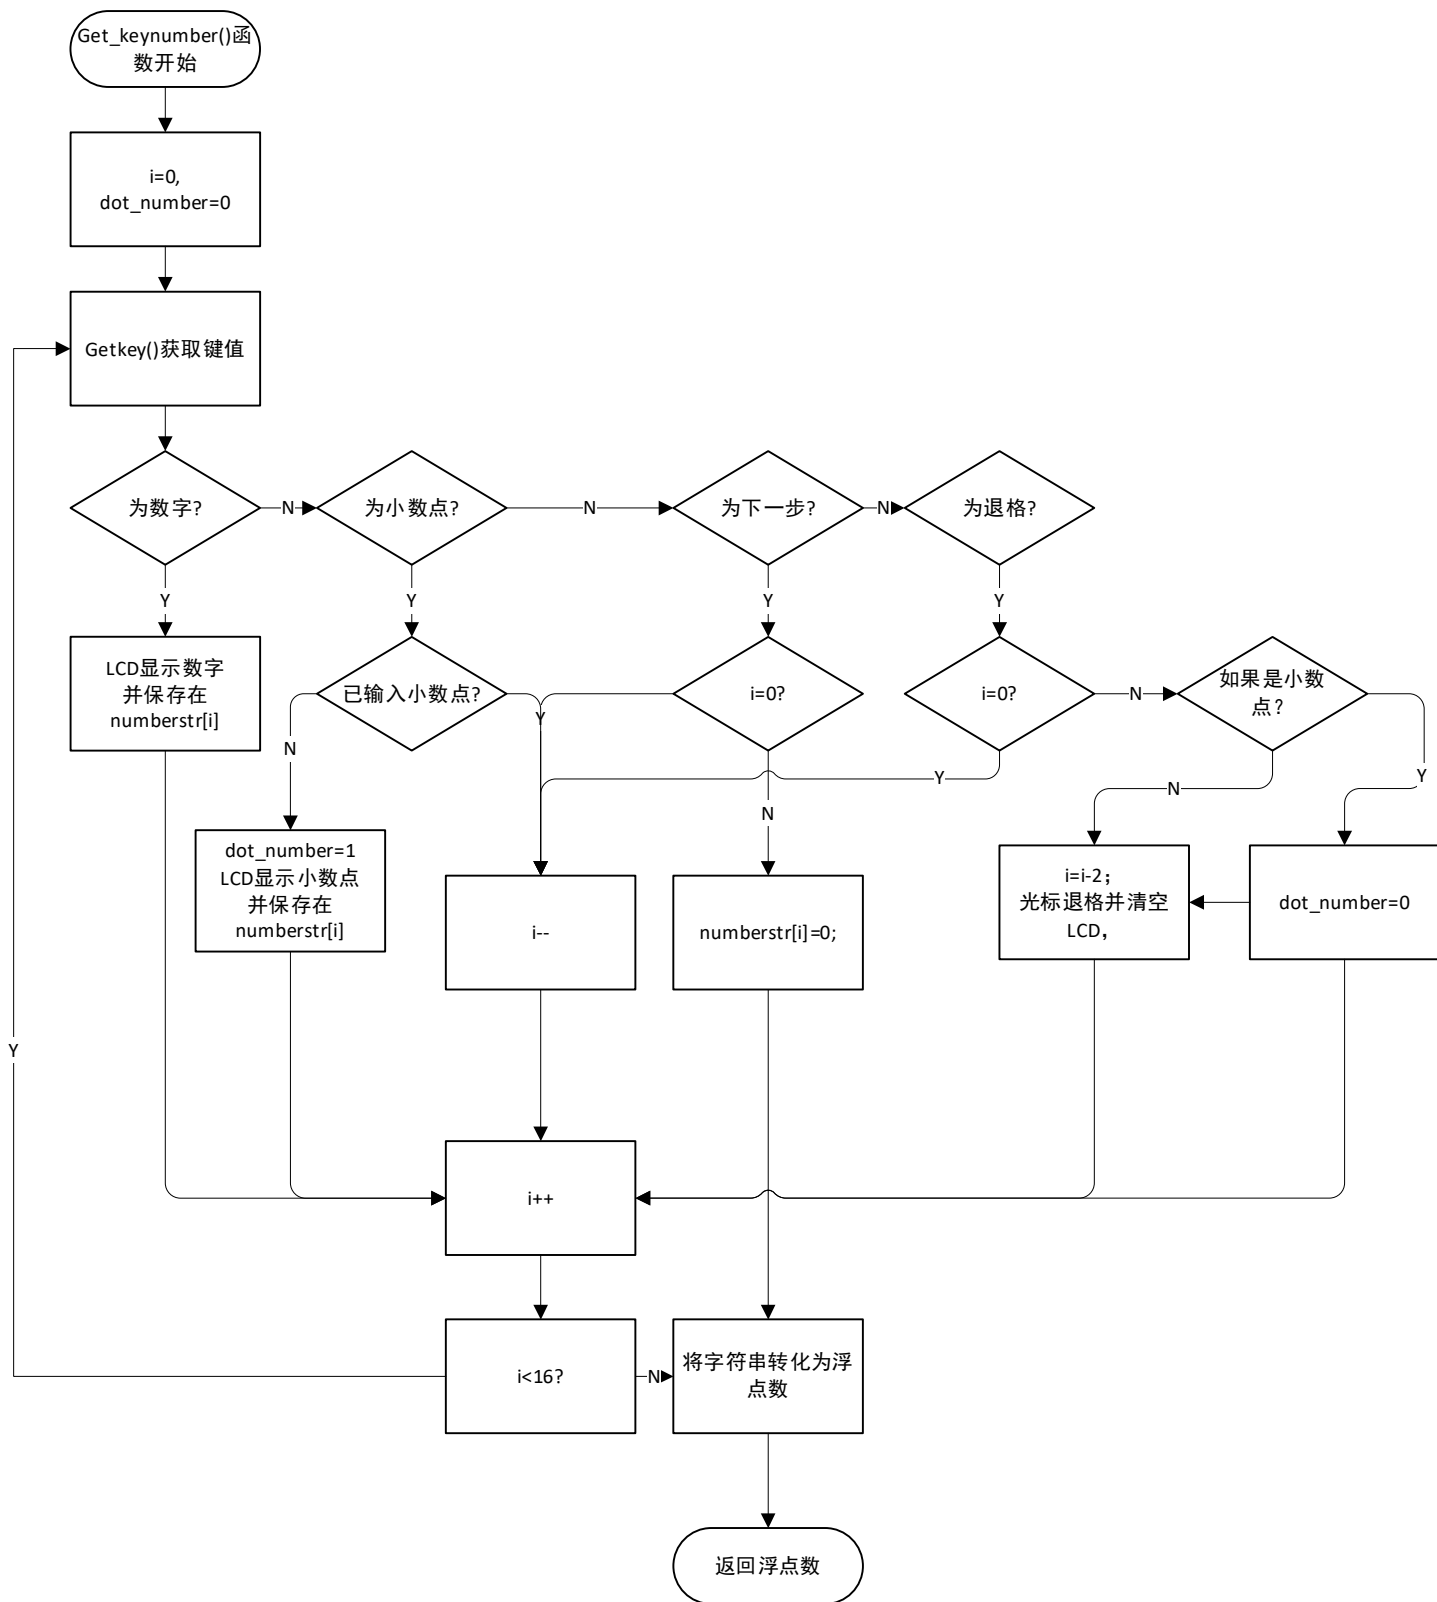 Get_keynumber()函
数开始
i=0,
dot_number=0
Getkey()获取键值
为数字?
N
为小数点?
N
为下一步?
N
为退格?
Y
Y
Y
Y
LCD显示数字
并保存在
numberstr[i]
已输入小数点?
i=0?
i=0?
N
如果是小数
点？
Y
N
Y
Y
N
N
dot_number=1
LCD显示小数点
并保存在
numberstr[i]
i--
numberstr[i]=0;
i=i-2；
光标退格并清空
LCD，
dot_number=0
Y
i++
i<16?
N
将字符串转化为浮
点数
返回浮点数